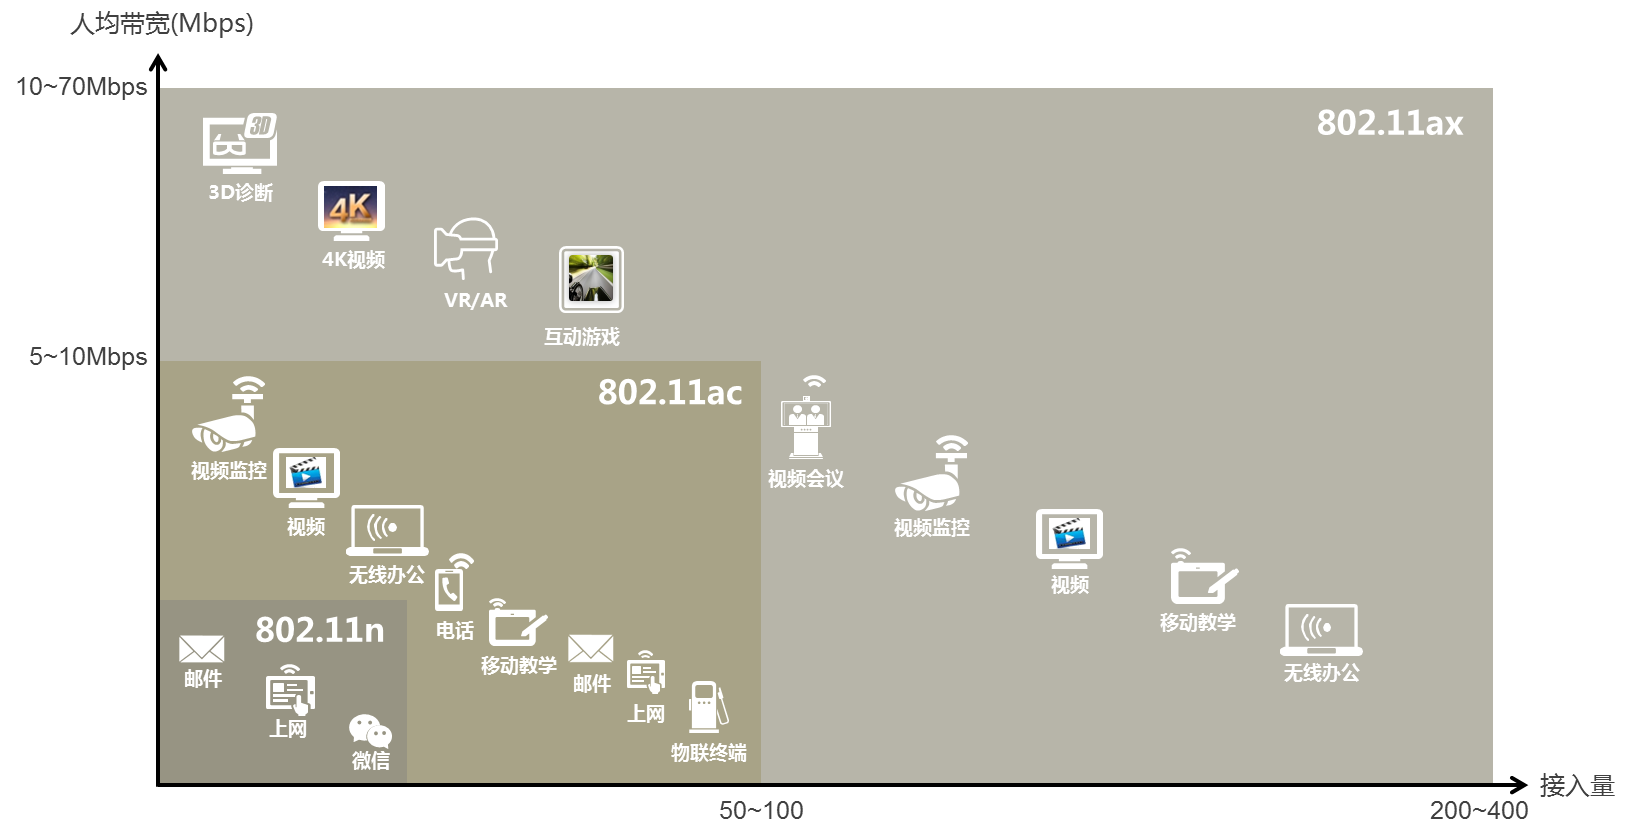 人均带宽(Mbps)
10~70Mbps
802.11ax
3D
3D诊断
4K
4K视频
VR/AR
互动游戏
5~10Mbps
802.11ac
视频监控
视频
无线办公
电话
移动教学
邮件
上网
物联终端
视频会议
视频监控
视频
移动教学
无线办公
802.11n
邮件
上网
微信
接入量
50~100
200~400